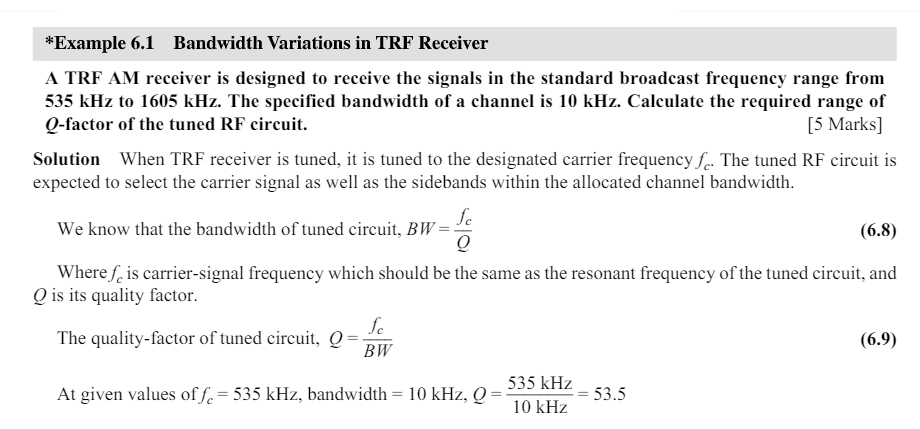 *Example 6.1 Bandwidth Variations in TRF Receiver
A TRF AM receiver is designed to receive the signals in the standard broadcast frequency range from
535 kHz to 1605 kHz. The specified bandwidth of a channel is 10 kHz. Calculate the required range of
Q-factor of the tuned RF circuit. [5 Marks]
Solution When TRF receiver is tuned, it is tuned to the designated carrier frequency f_c. The tuned RF circuit is
expected to select the carrier signal as well as the sidebands within the allocated channel bandwidth.
We know that the bandwidth of tuned circuit, BW = f_c / Q (6.8)
Where f_c is carrier-signal frequency which should be the same as the resonant frequency of the tuned circuit, and
Q is its quality factor.
The quality-factor of tuned circuit, Q = f_c / BW (6.9)
At given values of f_c = 535 kHz, bandwidth = 10 kHz, Q = 535 kHz / 10 kHz = 53.5